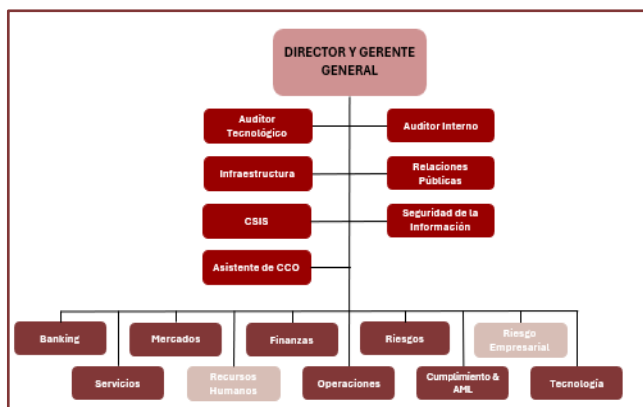 DIRECTOR Y GERENTE
GENERAL
Auditor
Tecnológico
Auditor Interno
Infraestructura
Relaciones
Públicas
CSIS
Seguridad de la
Información
Asistente de CCO
Banking
Mercados
Finanzas
Riesgos
Riesgo
Empresarial
Servicios
Recursos
Humanos
Operaciones
Cumplimiento &
AML
Tecnología